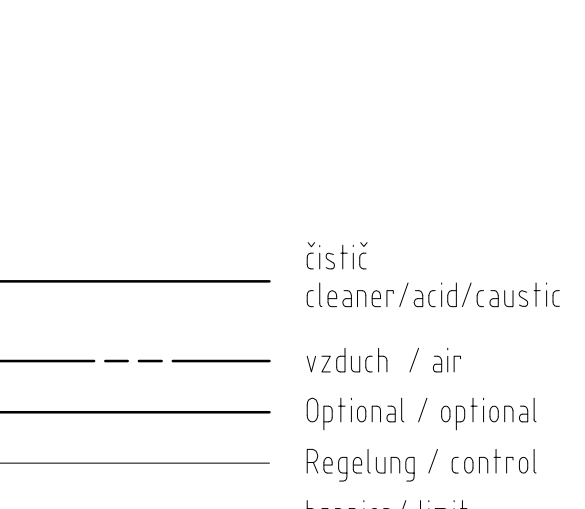 čistič
cleaner/acid/caustic
vzduch / air
Optional / optional
Regelung / control